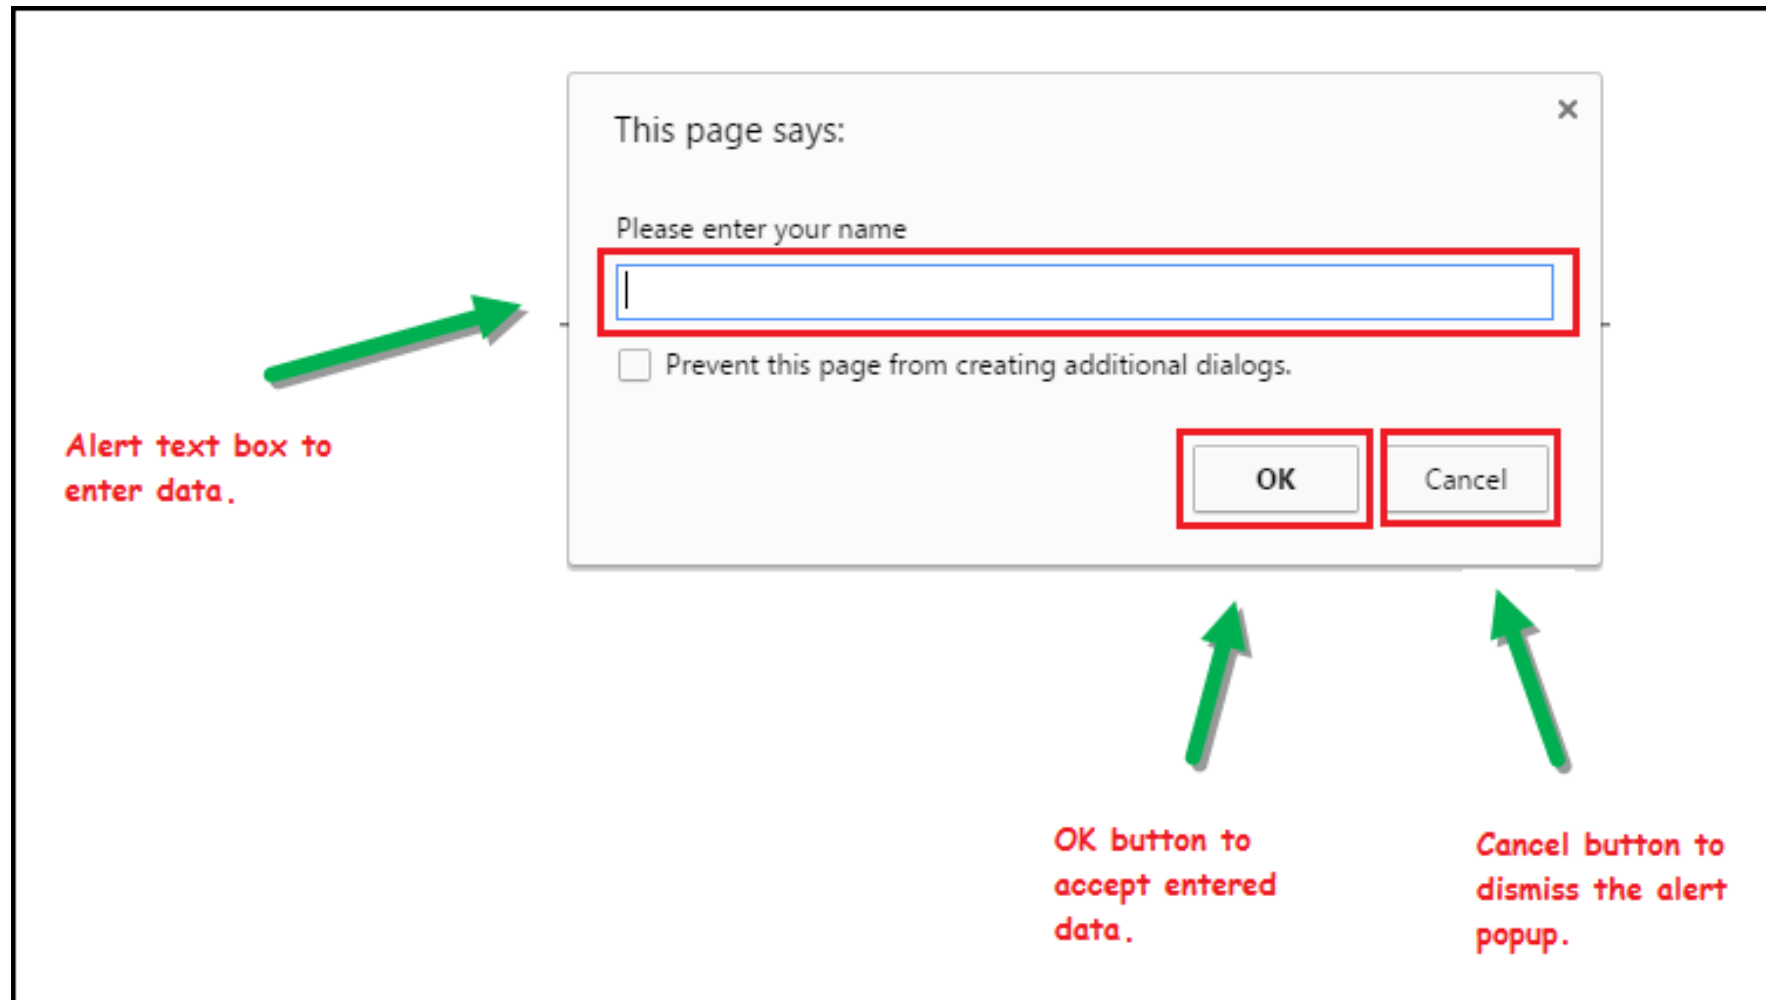 This page says:
Please enter your name
Prevent this page from creating additional dialogs.
OK
Cancel
Alert text box to
enter data.
OK button to
accept entered
data.
Cancel button to
dismiss the alert
popup.